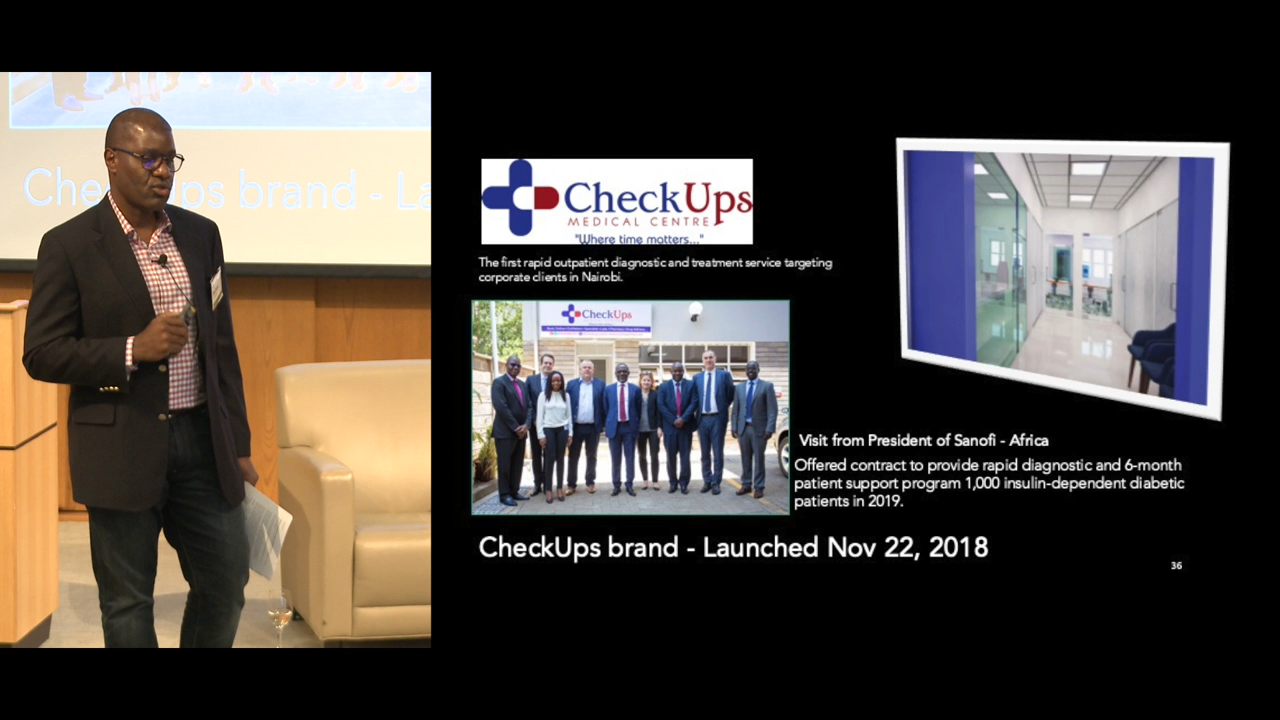 CheckUps brand - La
CheckUps
MEDICAL CENTRE
"Where time matters..."
The first rapid outpatient diagnostic and treatment service targeting
corporate clients in Nairobi.
CheckUps
Visit from President of Sanofi - Africa
Offered contract to provide rapid diagnostic and 6-month
patient support program 1,000 insulin-dependent diabetic
patients in 2019.
CheckUps brand - Launched Nov 22, 2018
36